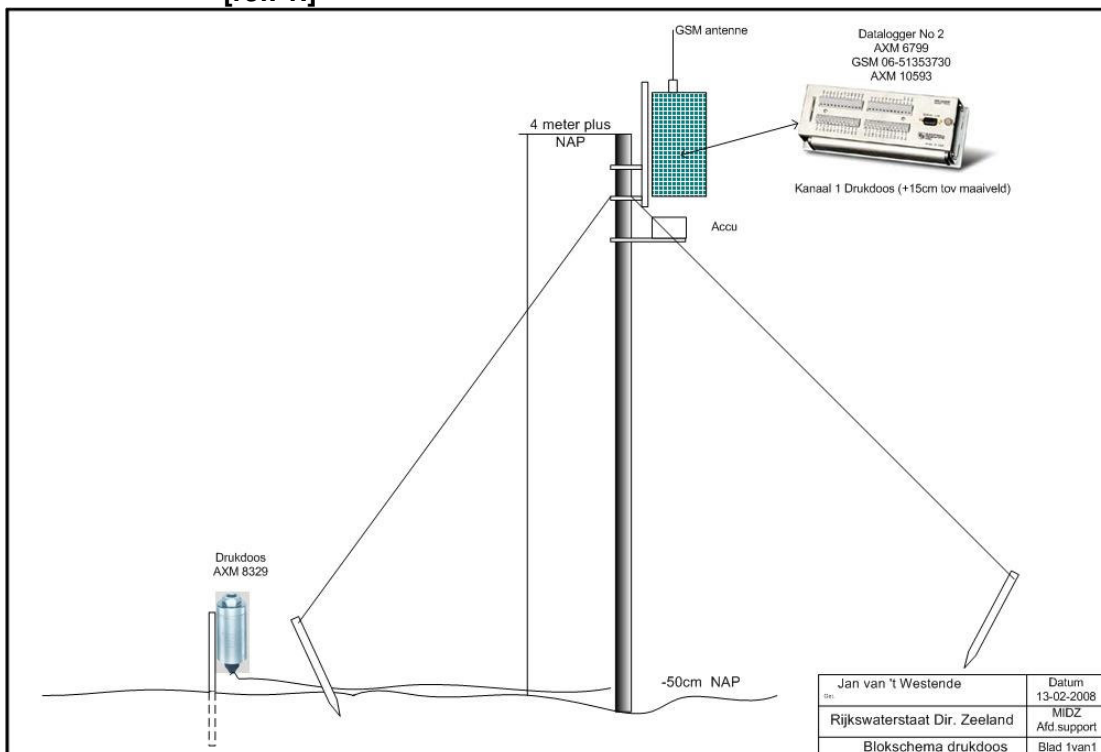 GSM antenne
Datalogger No 2
AXM 6799
GSM 06-51353730
AXM 10593
4 meter plus
NAP
Kanaal 1 Drukdoos (+15cm tov maaiveld)
Accu
Drukdoos
AXM 8329
-50cm NAP
Jan van 't Westende
Datum
13-02-2008
Rijkswaterstaat Dir. Zeeland
MIDZ
Afd.support
Blokschema drukdoos
Blad 1van1